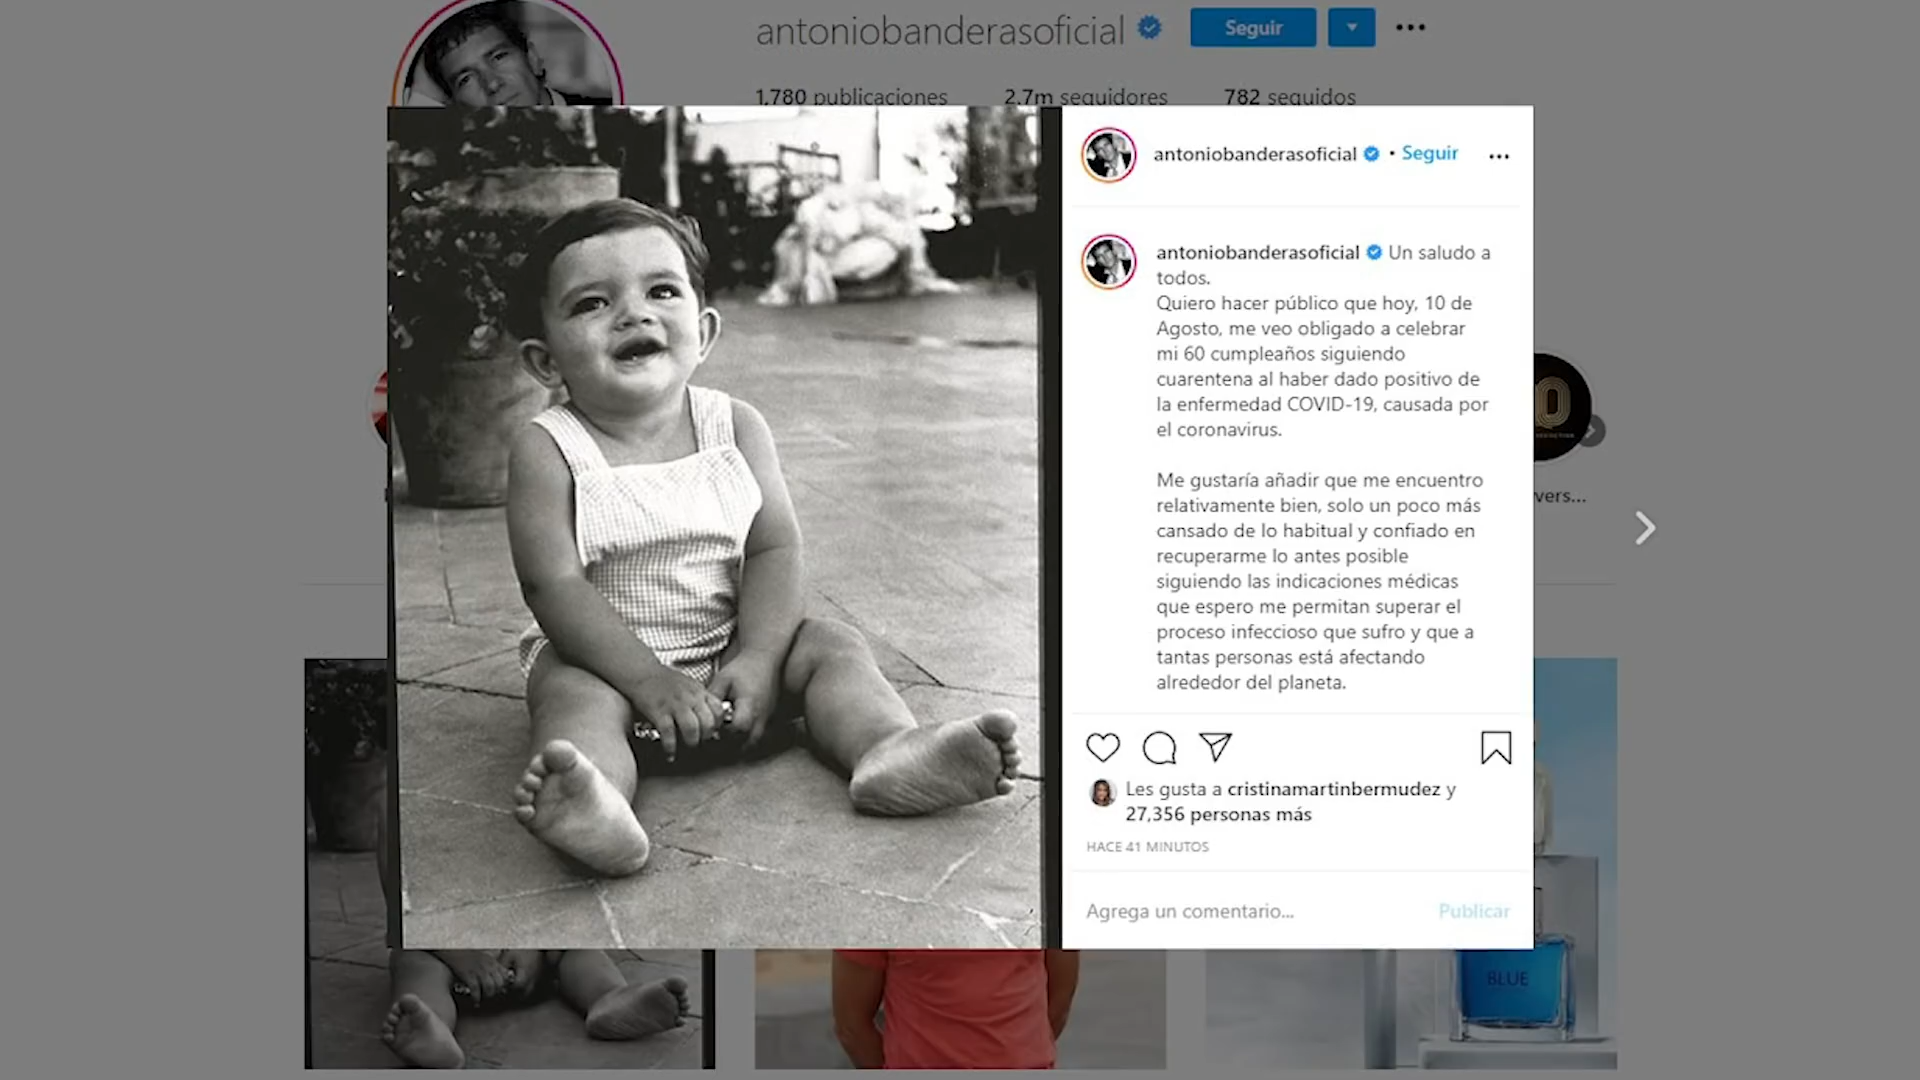 antoniobanderasoficial
Seguir
1,780 publicaciones 2.7m seguidores 782 seguidos
antoniobanderasoficial • Seguir
antoniobanderasoficial Un saludo a
todos.
Quiero hacer público que hoy, 10 de
Agosto, me veo obligado a celebrar
mi 60 cumpleaños siguiendo
cuarentena al haber dado positivo de
la enfermedad COVID-19, causada por
el coronavirus.
Me gustaría añadir que me encuentro
relativamente bien, solo un poco más
cansado de lo habitual y confiado en
recuperarme lo antes posible
siguiendo las indicaciones médicas
que espero me permitan superar el
proceso infeccioso que sufro y que a
tantas personas está afectando
alrededor del planeta.
Les gusta a cristinamartinbermudez y
27,356 personas más
HACE 41 MINUTOS
Agrega un comentario...
Publicar
vers...
BLUE